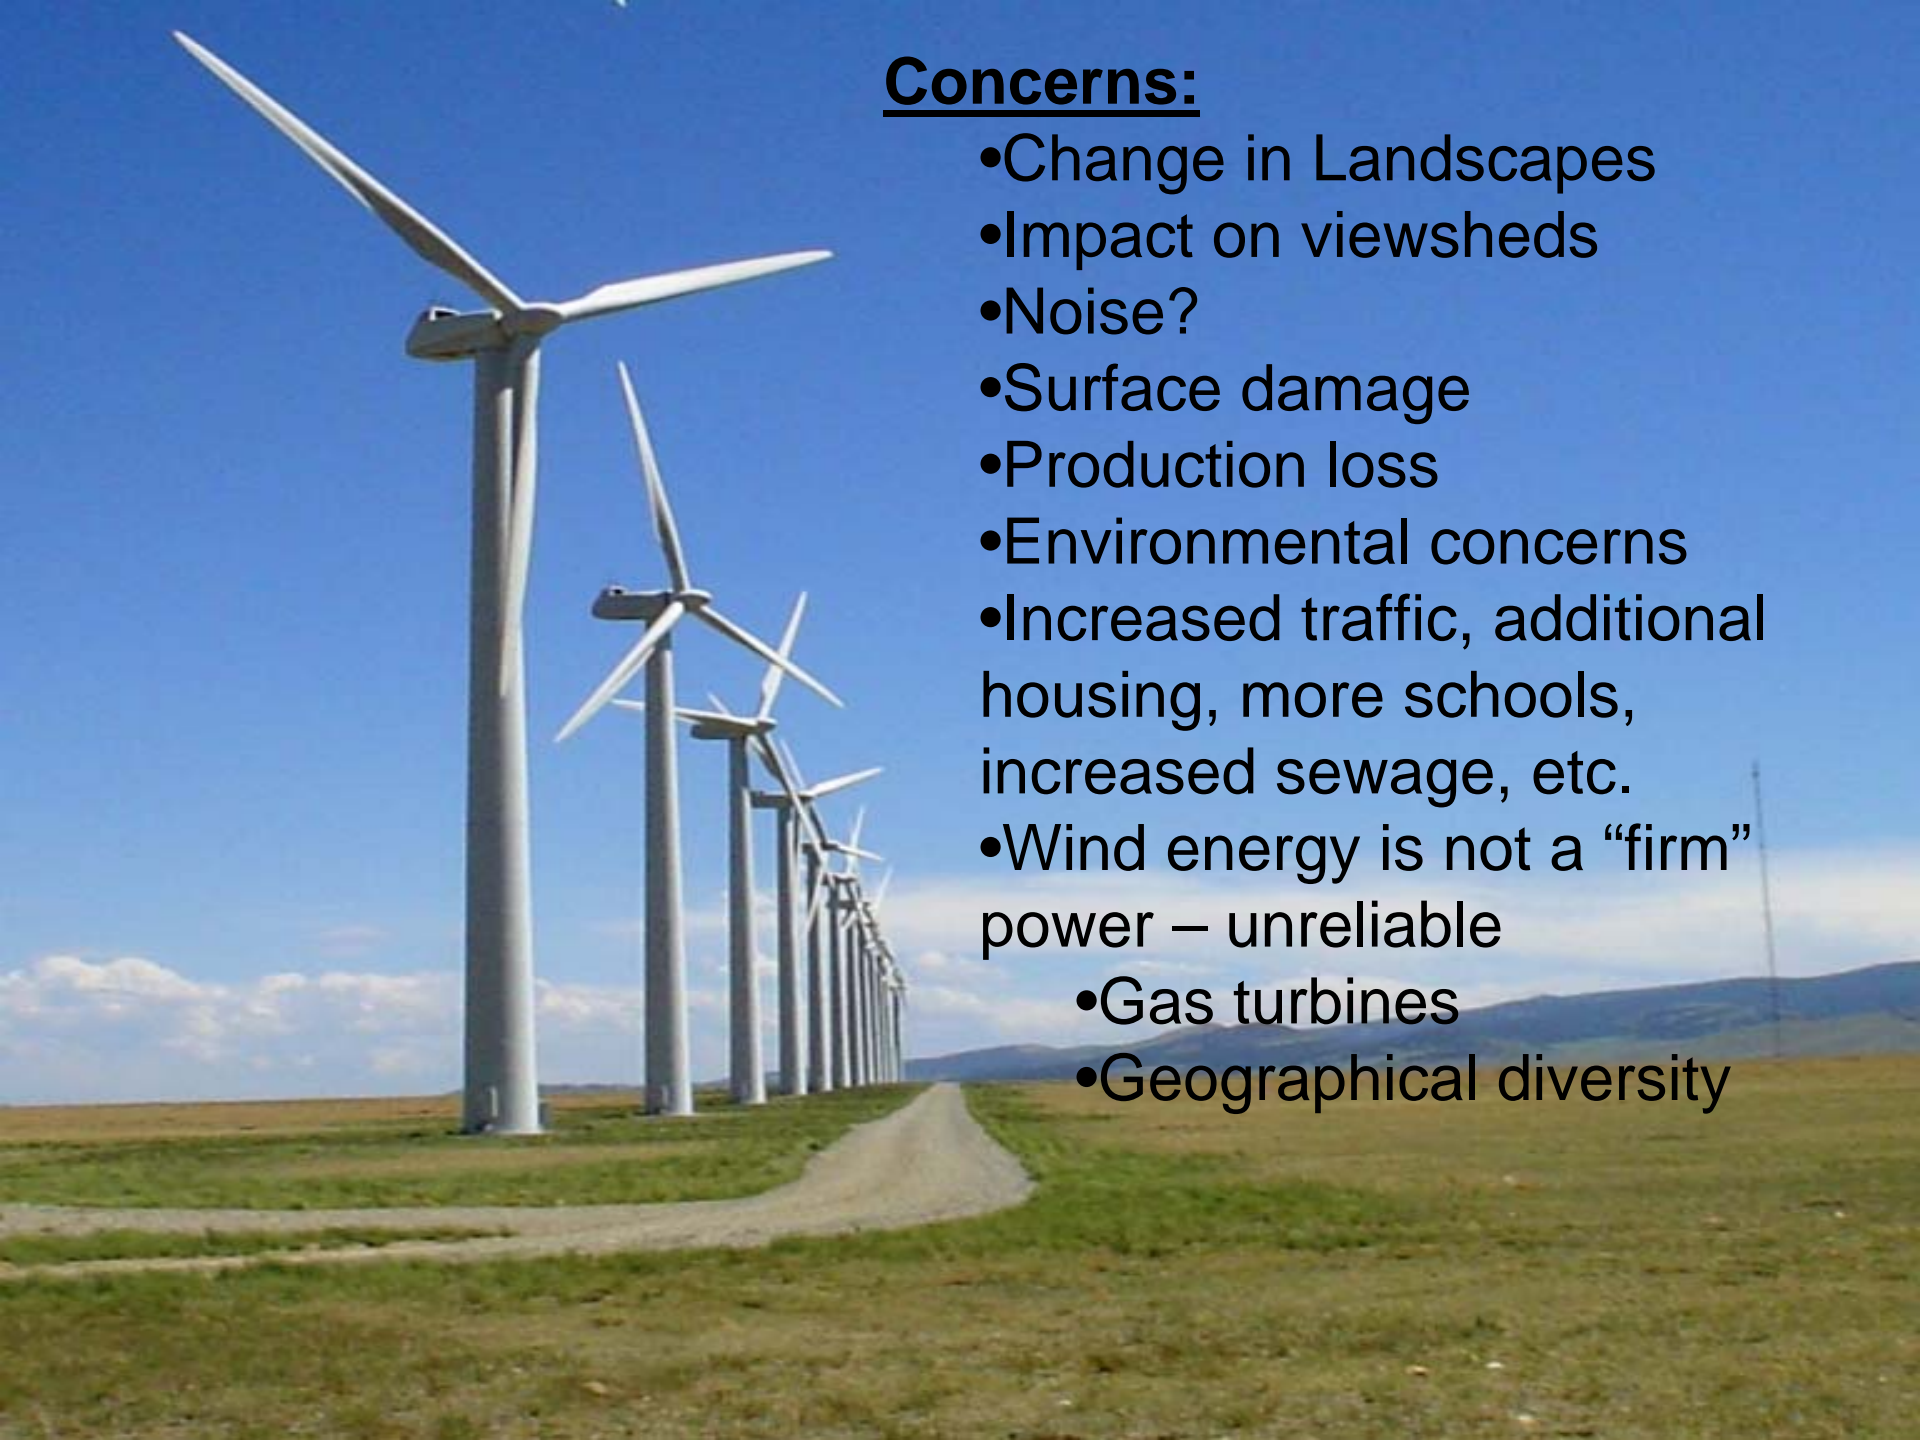 Concerns:
•Change in Landscapes
•Impact on viewsheds
•Noise?
•Surface damage
•Production loss
•Environmental concerns
•Increased traffic, additional
housing, more schools,
increased sewage, etc.
•Wind energy is not a “firm”
power – unreliable
•Gas turbines
•Geographical diversity